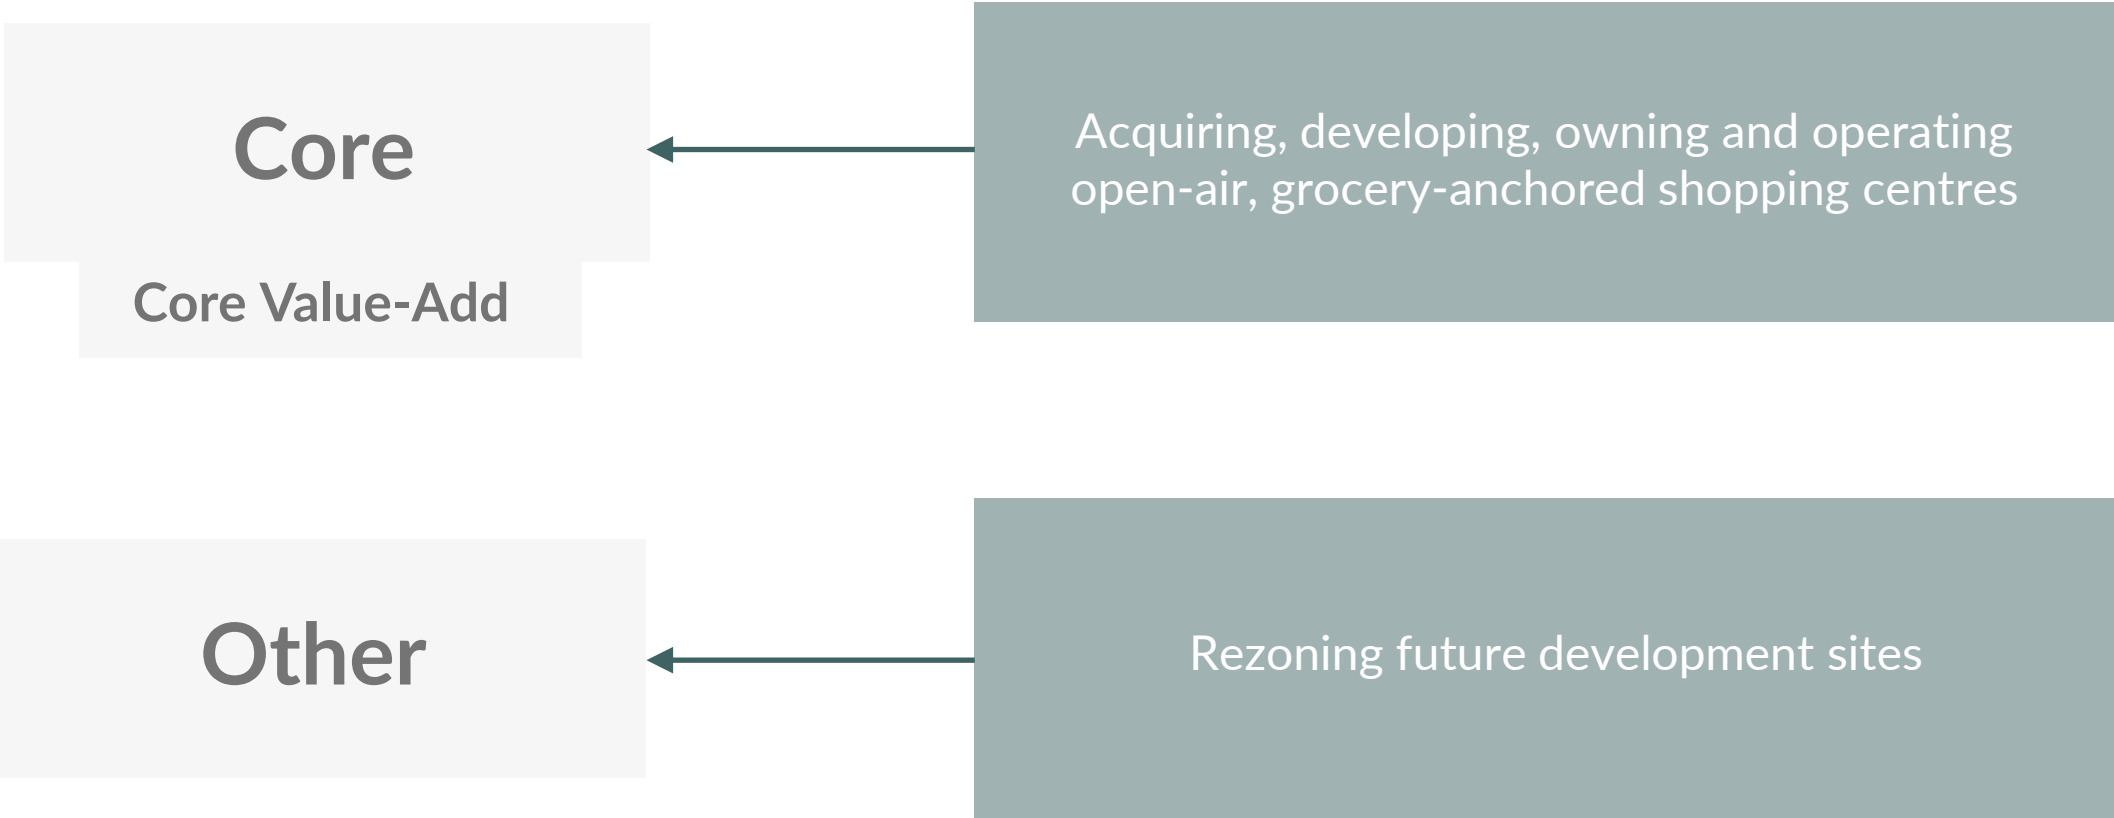 Core
Core Value-Add
Acquiring, developing, owning and operating
open-air, grocery-anchored shopping centres
Other
Rezoning future development sites